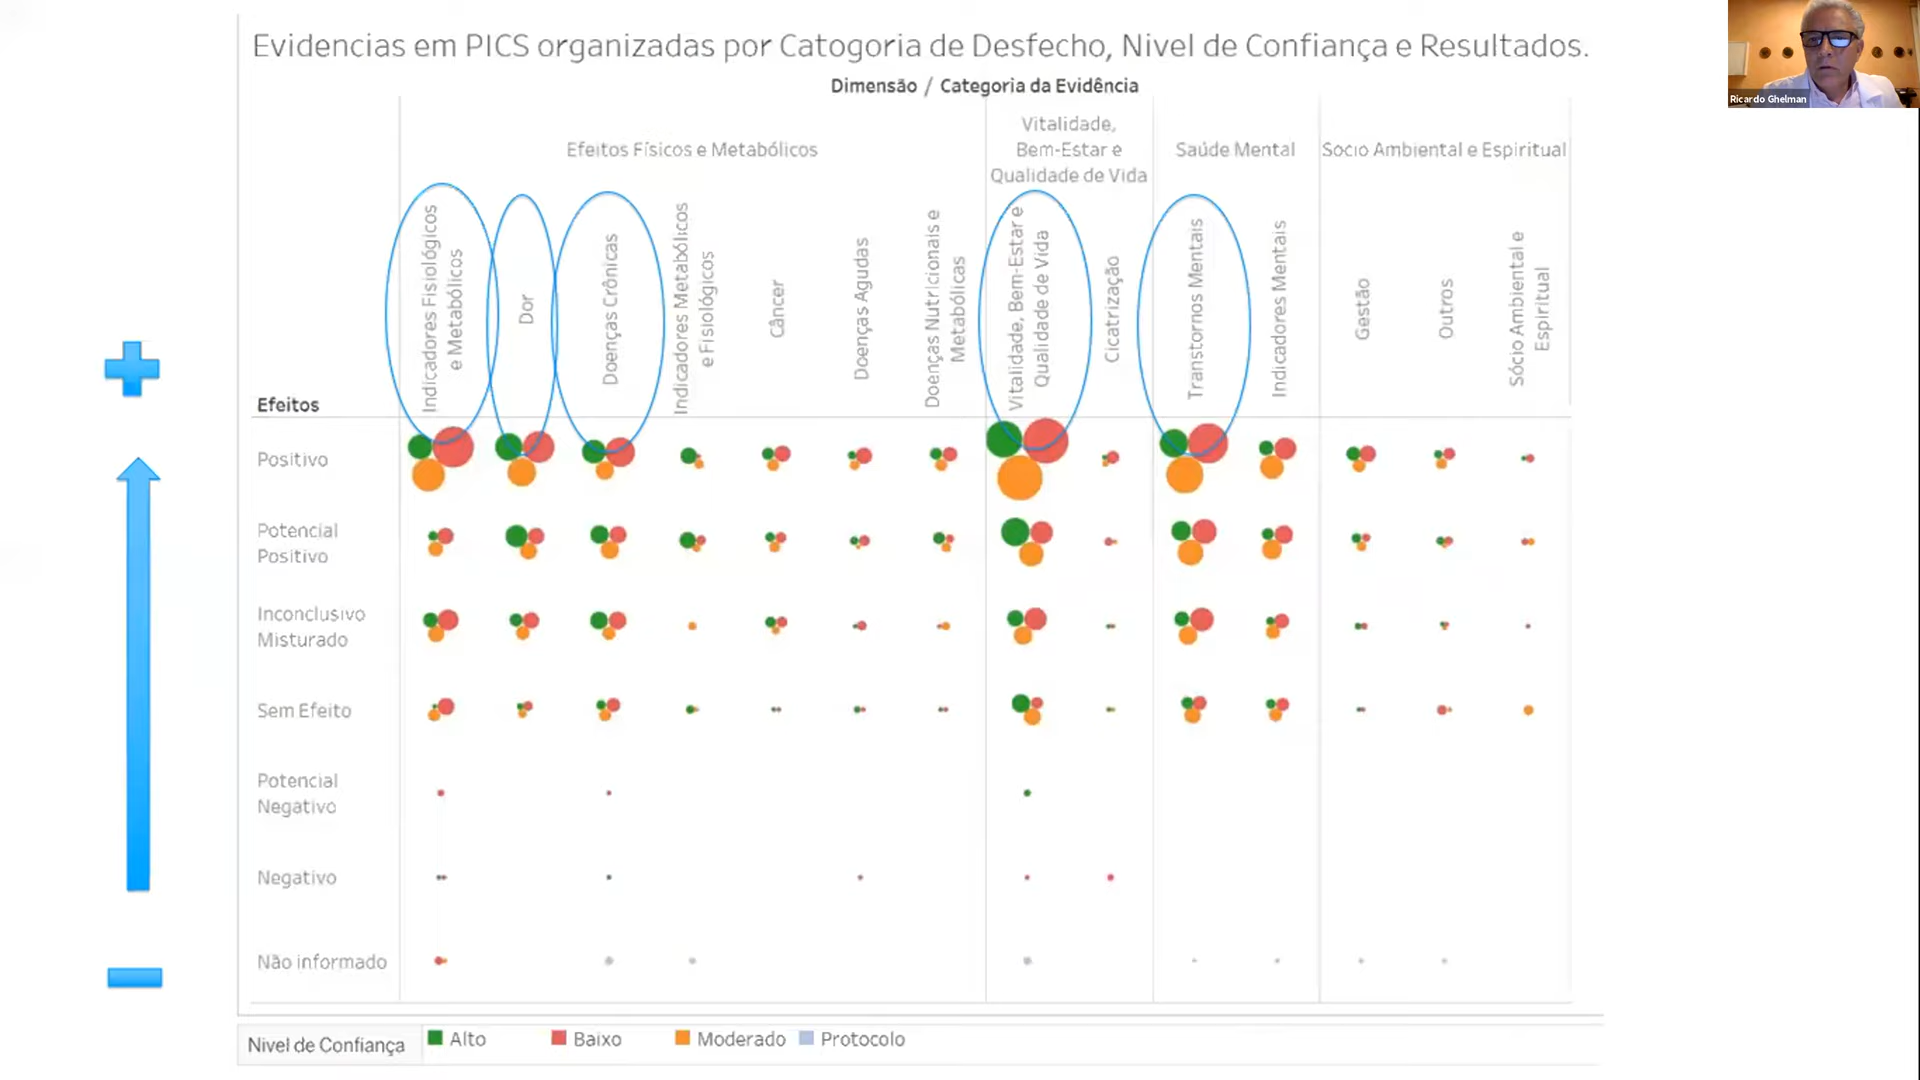 Evidencias em PICS organizadas por Catogoria de Desfecho, Nivel de Confiança e Resultados.
Ricardo Ghelman
Dimensão / Categoria da Evidência
Efeitos Físicos e Metabólicos
Vitalidade,
Bem-Estar e
Qualidade de Vida
Saúde Mental
Socio Ambiental e Espiritual
Indicadores Fisiológicos
e Metabólicos
Dor
Doenças Crônicas
Indicadores Metabólicos
e Fisiológicos
Câncer
Doenças Agudas
Doenças Nutricionais e
Metabólicas
Vitalidade, Bem-Estar e
Qualidade de Vida
Cicatrização
Transtornos Mentais
Indicadores Mentais
Gestão
Outros
Sócio Ambiental e
Espiritual
Efeitos
Positivo
Potencial
Positivo
Inconclusivo
Misturado
Sem Efeito
Potencial
Negativo
Negativo
Não informado
Nivel de Confiança
Alto
Baixo
Moderado
Protocolo